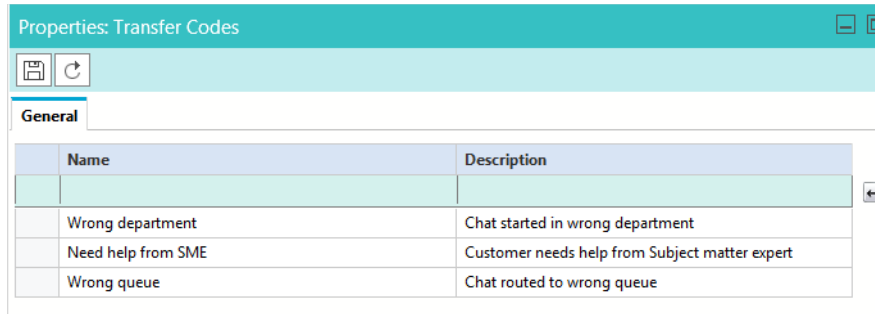 Properties: Transfer Codes
General
Name Description
Wrong department Chat started in wrong department
Need help from SME Customer needs help from Subject matter expert
Wrong queue Chat routed to wrong queue